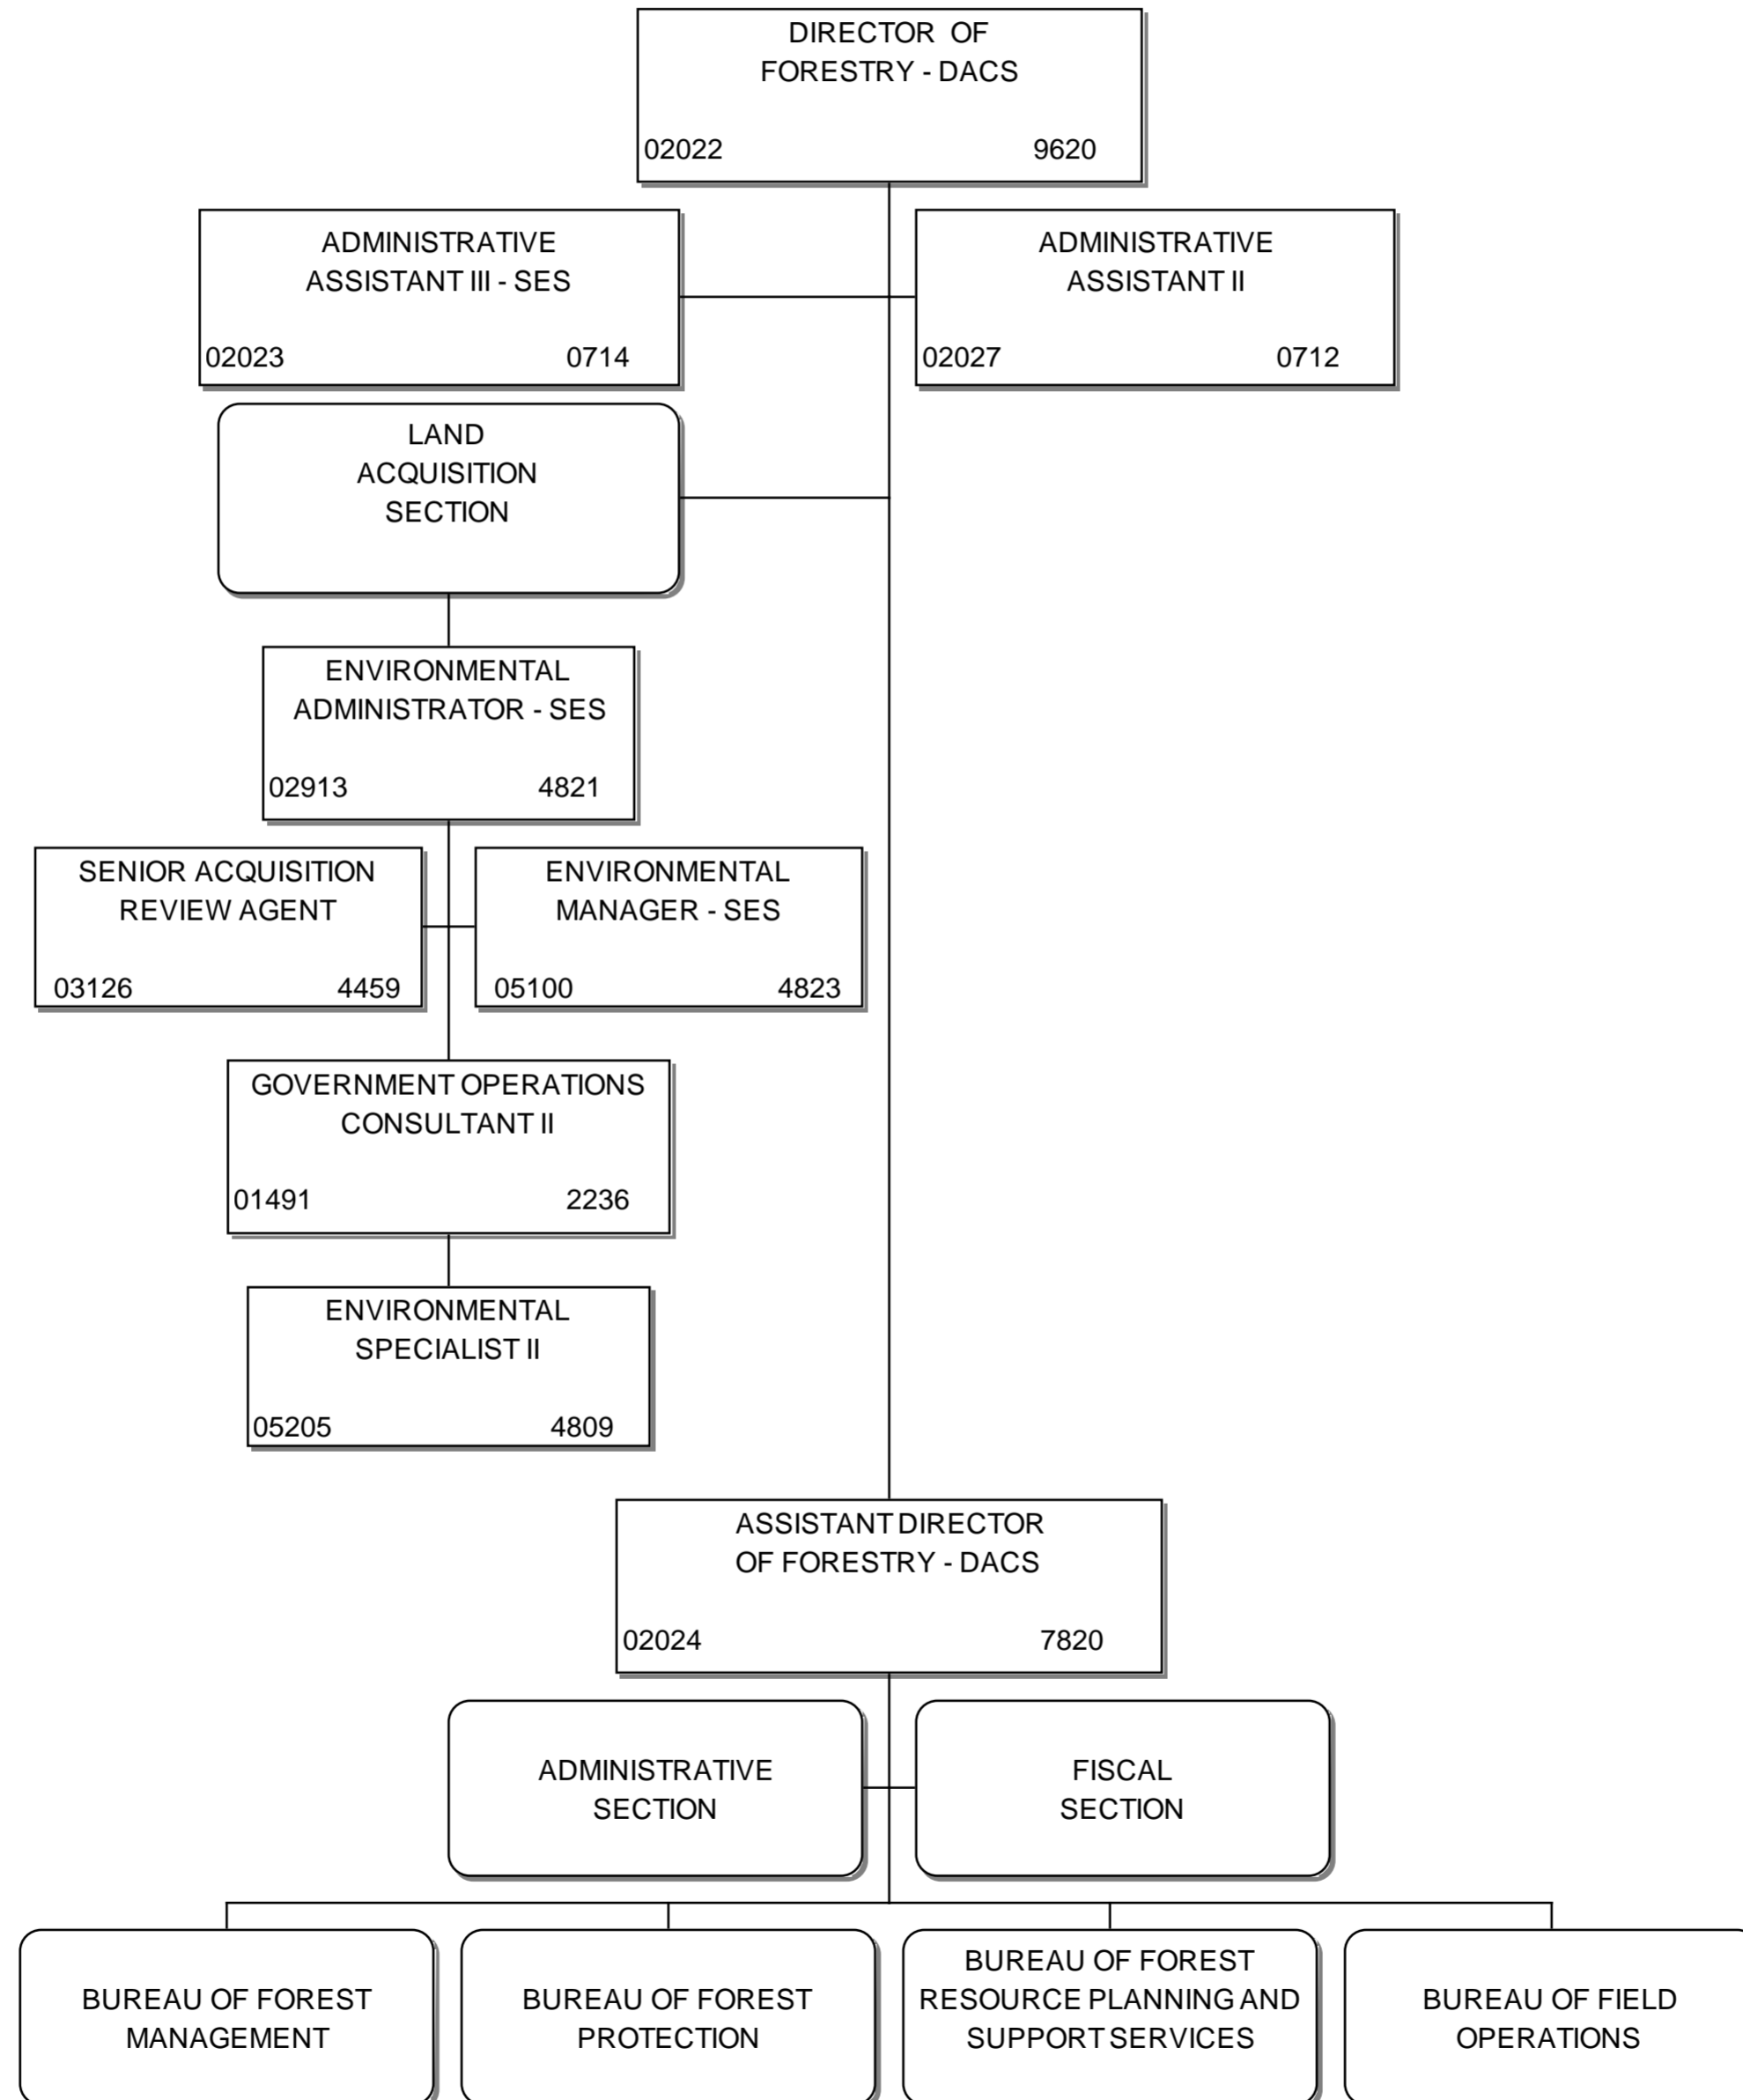 DIRECTOR OF
FORESTRY - DACS
02022 9620
ADMINISTRATIVE
ASSISTANT III - SES
02023 0714
ADMINISTRATIVE
ASSISTANT II
02027 0712
LAND
ACQUISITION
SECTION
ENVIRONMENTAL
ADMINISTRATOR - SES
02913 4821
SENIOR ACQUISITION
REVIEW AGENT
03126 4459
ENVIRONMENTAL
MANAGER - SES
05100 4823
GOVERNMENT OPERATIONS
CONSULTANT II
01491 2236
ENVIRONMENTAL
SPECIALIST II
05205 4809
ASSISTANT DIRECTOR
OF FORESTRY - DACS
02024 7820
ADMINISTRATIVE
SECTION
FISCAL
SECTION
BUREAU OF FOREST
MANAGEMENT
BUREAU OF FOREST
PROTECTION
BUREAU OF FOREST
RESOURCE PLANNING AND
SUPPORT SERVICES
BUREAU OF FIELD
OPERATIONS